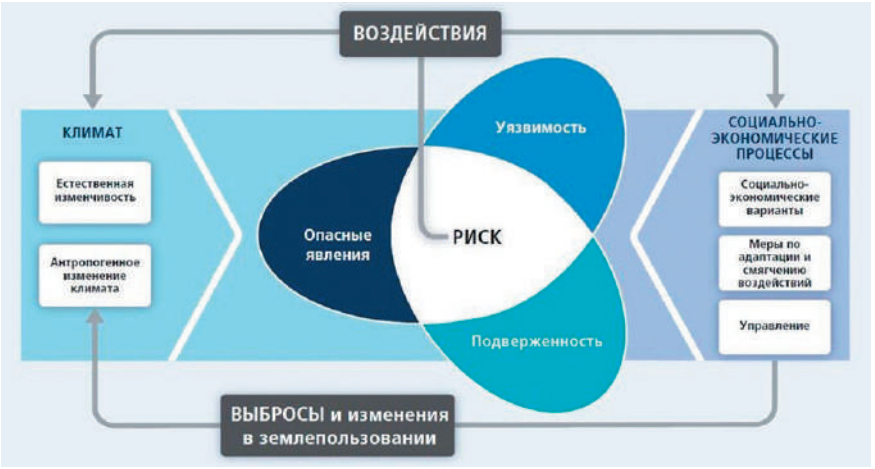 ВОЗДЕЙСТВИЯ
КЛИМАТ
Естественная
изменчивость
Антропогенное
изменение
климата
Опасные
явления
Уязвимость
РИСК
Подверженность
СОЦИАЛЬНО-
ЭКОНОМИЧЕСКИЕ
ПРОЦЕССЫ
Социально-
экономические
варианты
Меры по
адаптации и
смягчению
воздействий
Управление
ВЫБРОСЫ и изменения
в землепользовании